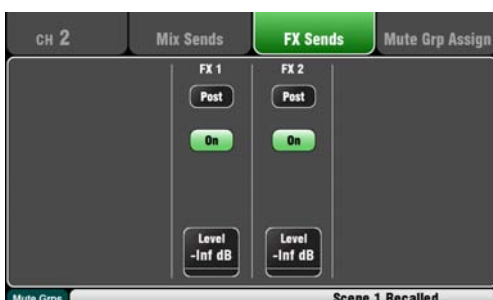 CH 2 Mix Sends FX Sends Mute Grp Assign
FX 1 FX 2
Post Post
On On
Level Level
-Inf dB -Inf dB
Mute Grps Scene 1 Recalled